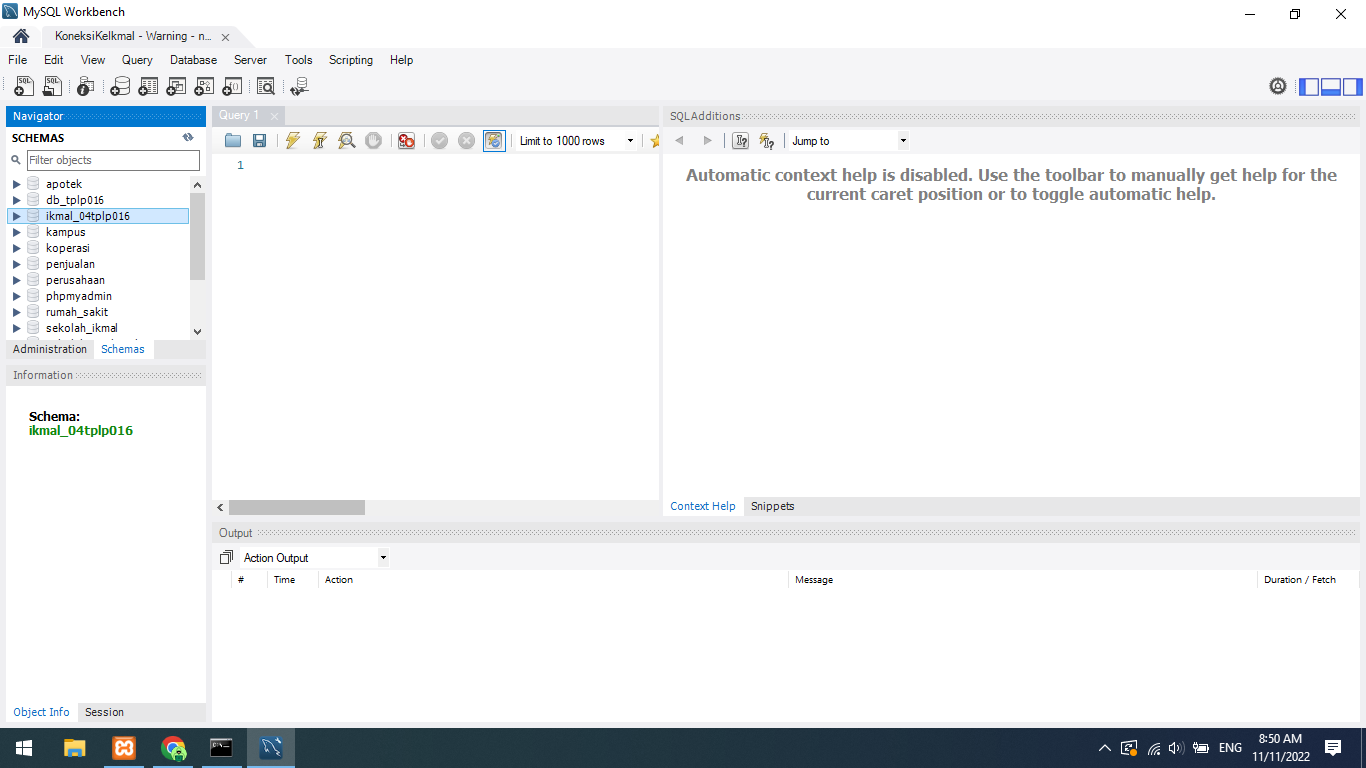 MySQL Workbench
KoneksiKeIkmal - Warning - n...
File Edit View Query Database Server Tools Scripting Help
Navigator
SCHEMAS
Filter objects
apotek
db_tplp016
ikmal_04tplp016
kampus
koperasi
penjualan
perusahaan
phpmyadmin
rumah_sakit
sekolah_ikmal
Administration Schemas
Information
Schema:
ikmal_04tplp016
Object Info Session
Query 1
Limit to 1000 rows
1
SQLAdditions
Jump to
Automatic context help is disabled. Use the toolbar to manually get help for the
current caret position or to toggle automatic help.
Context Help Snippets
Output
Action Output
# Time Action Message Duration / Fetch
ENG
8:50 AM
11/11/2022